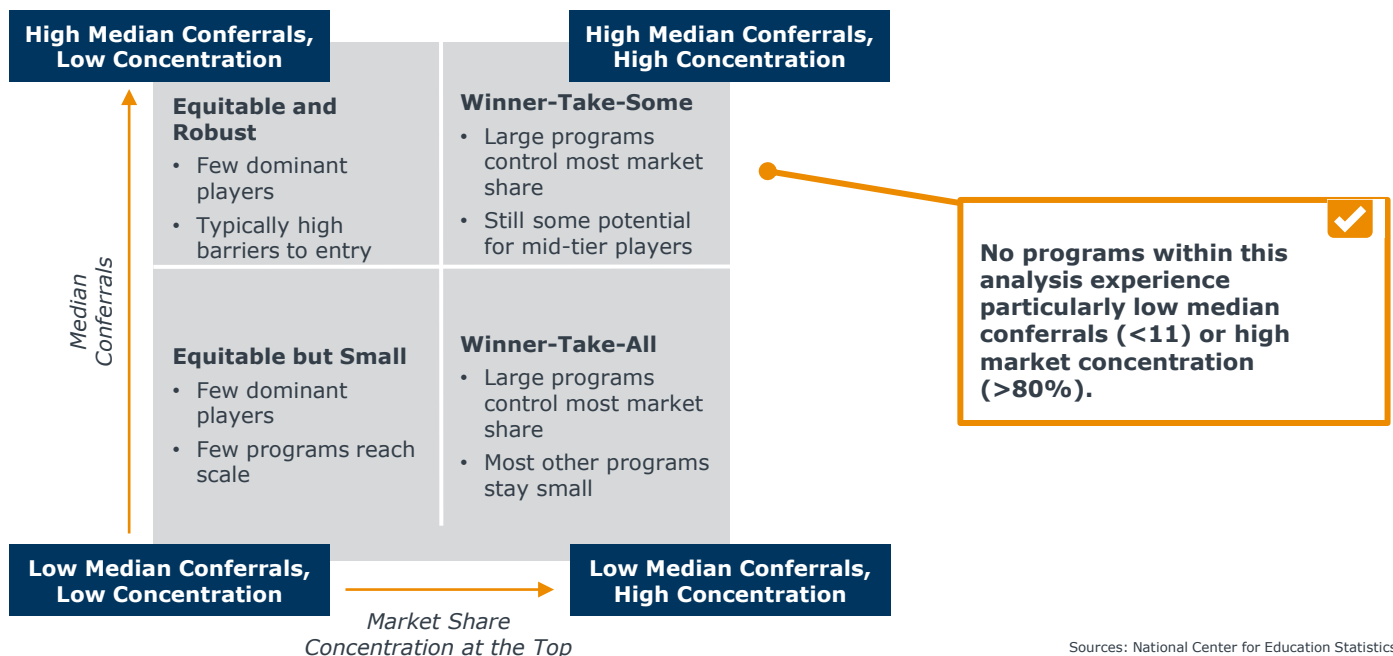 High Median Conferrals,
Low Concentration
High Median Conferrals,
High Concentration
Equitable and
Robust
• Few dominant
players
• Typically high
barriers to entry
Winner-Take-Some
• Large programs
control most market
share
• Still some potential
for mid-tier players
Median
Conferrals
No programs within this
analysis experience
particularly low median
conferrals (<11) or high
market concentration
(>80%).
Equitable but Small
• Few dominant
players
• Few programs reach
scale
Winner-Take-All
• Large programs
control most market
share
• Most other programs
stay small
Low Median Conferrals,
Low Concentration
Low Median Conferrals,
High Concentration
Market Share
Concentration at the Top
Sources: National Center for Education Statistics